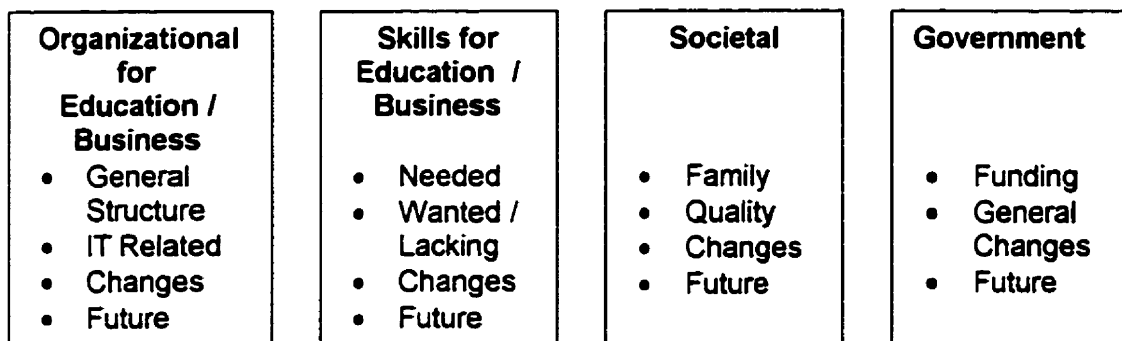 Organizational
for
Education /
Business
• General
Structure
• IT Related
• Changes
• Future
Skills for
Education /
Business
• Needed
• Wanted /
Lacking
• Changes
• Future
Societal
• Family
• Quality
• Changes
• Future
Government
• Funding
• General
Changes
• Future